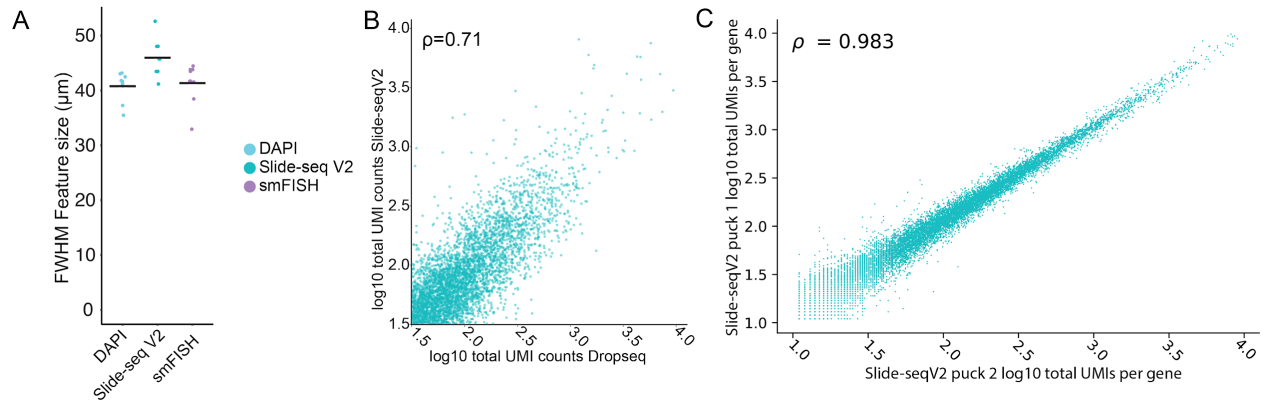 A
FWHM Feature size (μm)
50
40
30
20
10
0
DAPI
Slide-seq V2
smFISH
DAPI
Slide-seq V2
smFISH
B
ρ=0.71
log10 total UMI counts Slide-seqV2
4.0
3.5
3.0
2.5
2.0
1.5
1.5
2.0
2.5
3.0
3.5
4.0
log10 total UMI counts Dropseq
C
ρ = 0.983
Slide-seqV2 puck 1 log10 total UMIs per gene
4.0
3.5
3.0
2.5
2.0
1.5
1.0
1.0
1.5
2.0
2.5
3.0
3.5
4.0
Slide-seqV2 puck 2 log10 total UMIs per gene